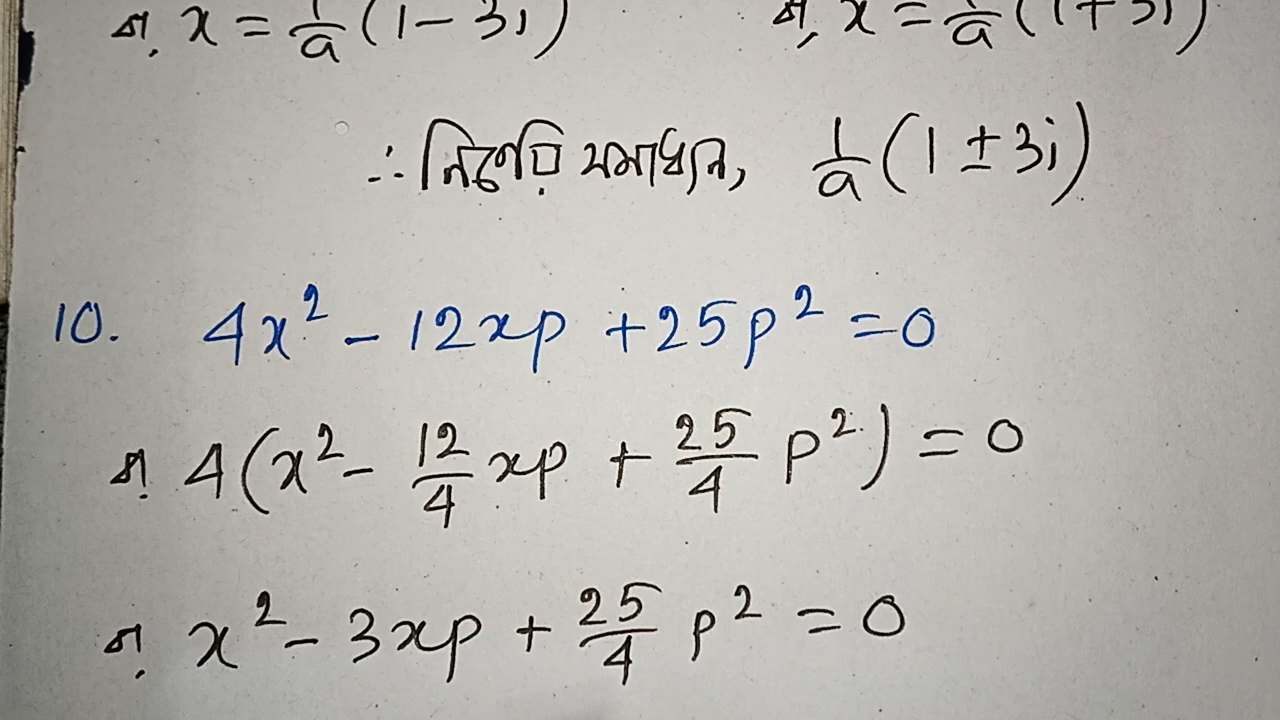 বা, x = 1/a (1 - 3i) বা, x = 1/a (1 + 3i)
∴ নির্ণেয় সমাধান, 1/a (1 ± 3i)
10. 4x² - 12xp + 25p² = 0
বা, 4(x² - 12/4 xp + 25/4 p²) = 0
বা, x² - 3xp + 25/4 p² = 0